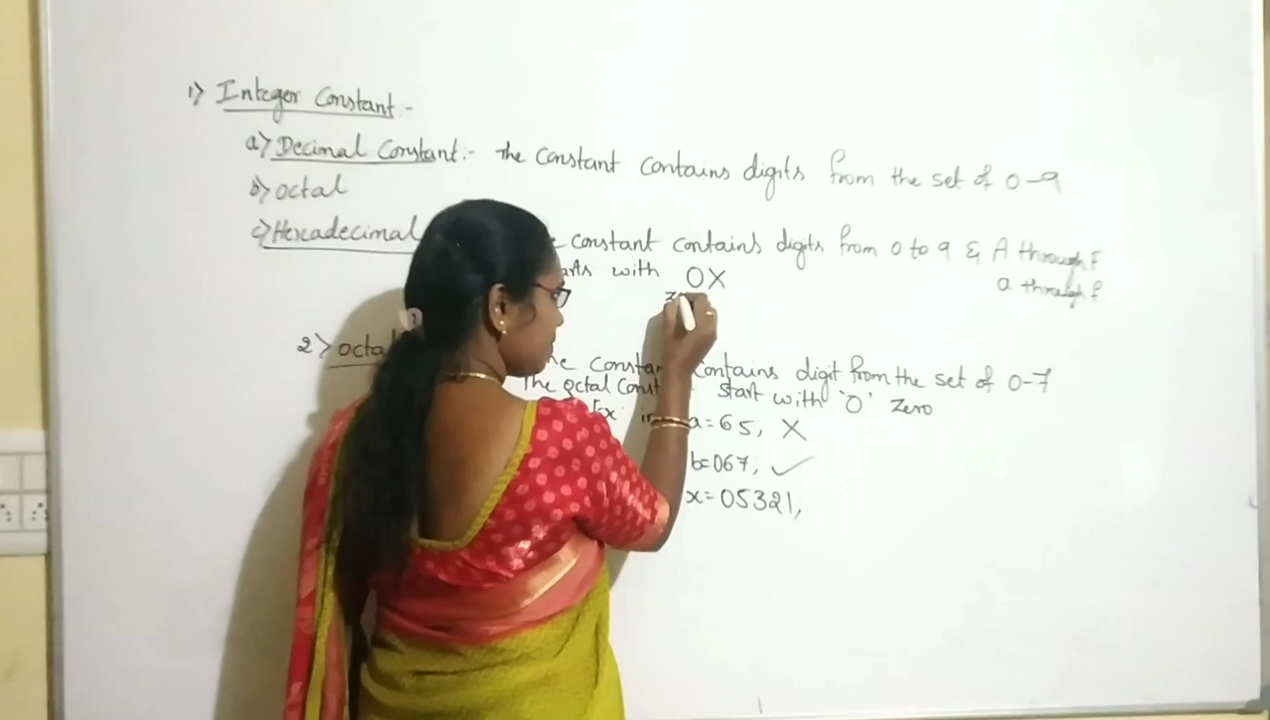 1) Integer Constant:-
a) Decimal Constant:- The constant contains digits from the set of 0-9
b) octal
c) Hexadecimal constant contains digits from 0 to 9 & A through F
with 0X a through f
2) octa constant contains digit from the set of 0-7
The octal const start with '0' Zero
Ex: a=65, X
b=067, ✓
x=05321,